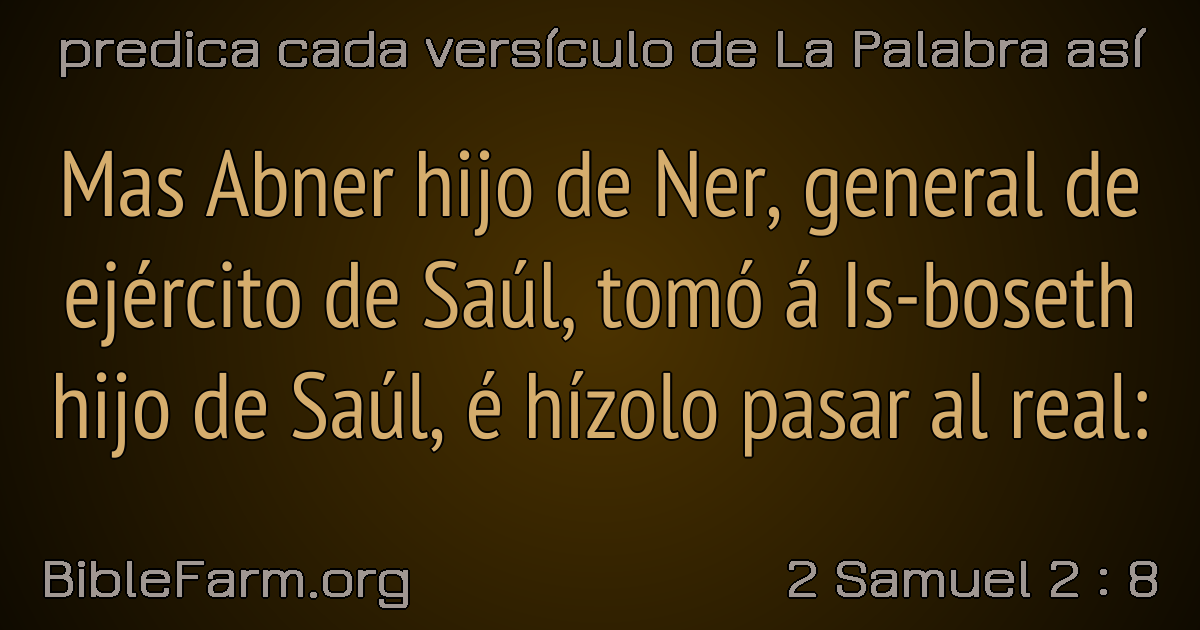 predica cada versículo de La Palabra así
Mas Abner hijo de Ner, general de
ejército de Saúl, tomó á Is-boseth
hijo de Saúl, é hízolo pasar al real:
BibleFarm.org
2 Samuel 2 : 8